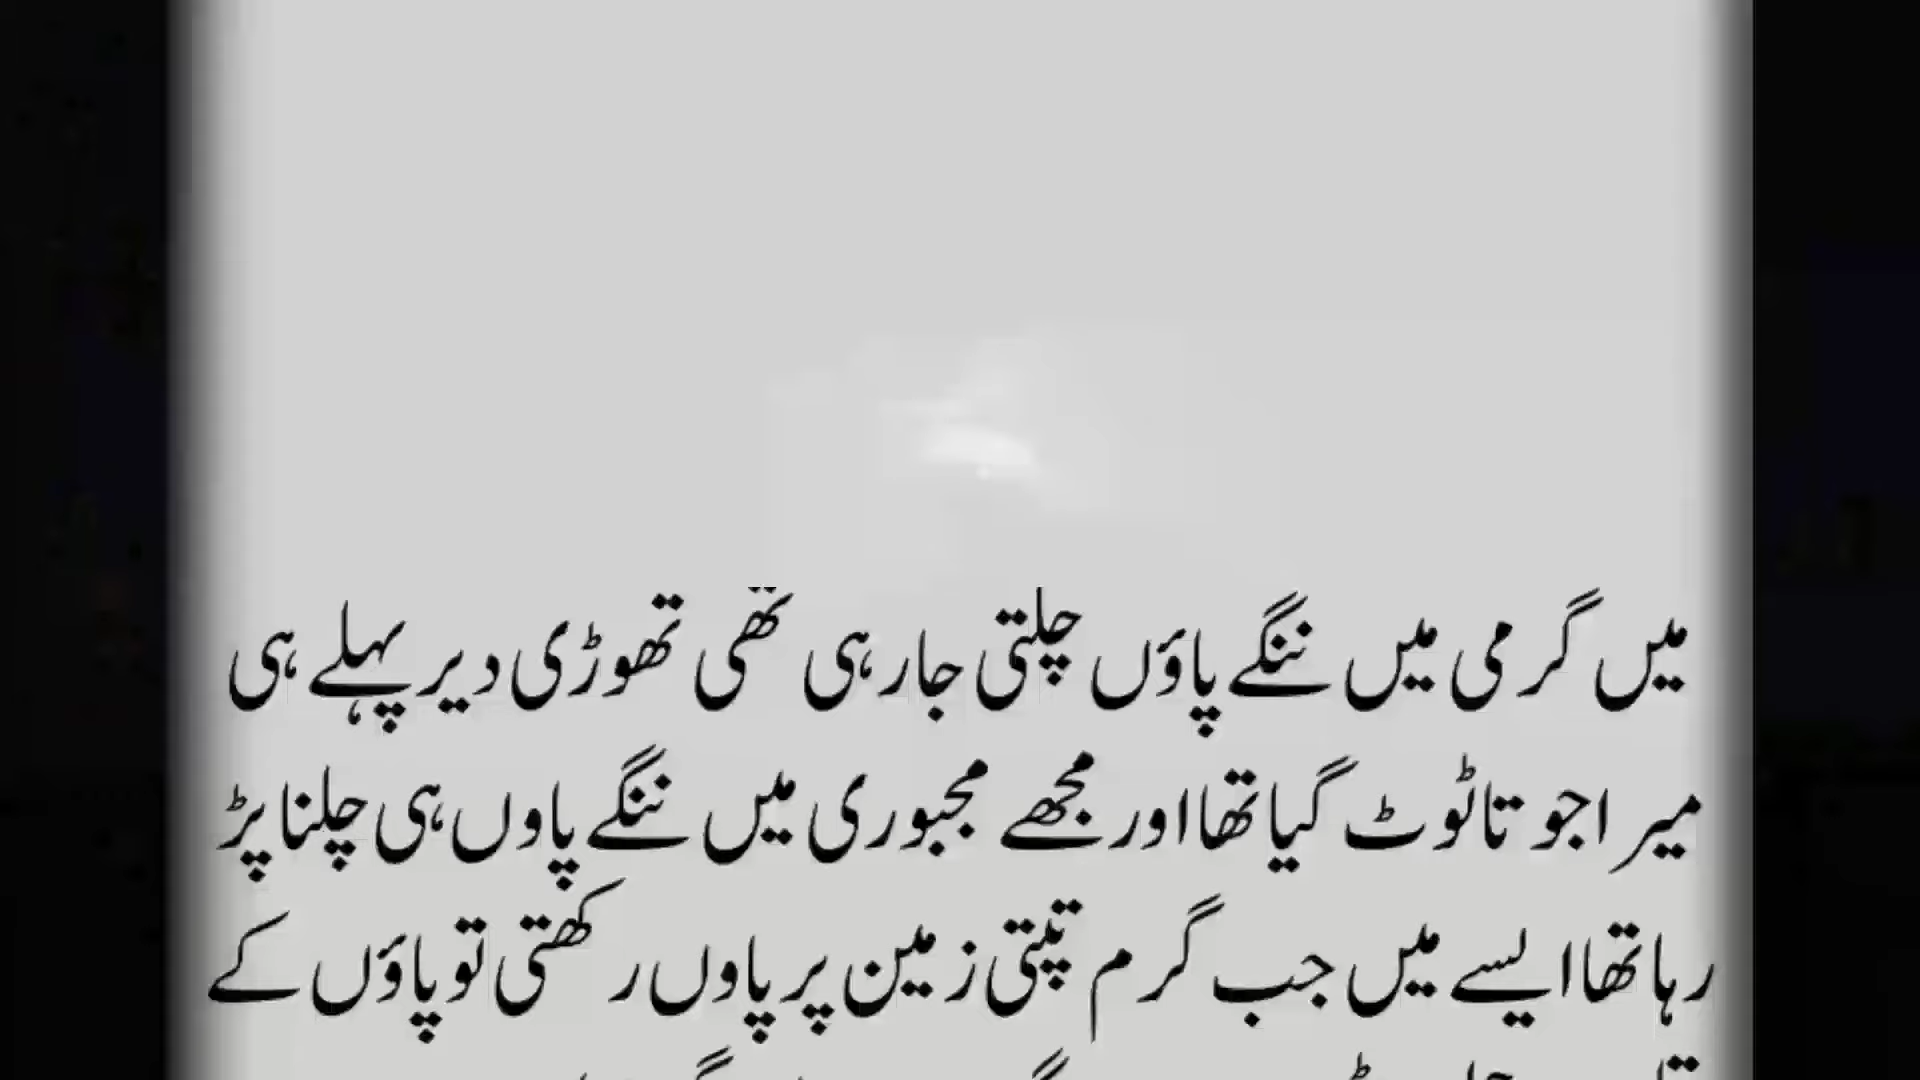 میں گرمی میں ننگے پاؤں چلتی جارہی تھی تھوڑی دیر پہلے ہی
میرا جوتا ٹوٹ گیا تھا اور مجھے مجبوری میں ننگے پاوں ہی چلنا پڑ
رہا تھا ایسے میں جب گرم تپتی زمین پر پاوں رکھتی تو پاؤں کے